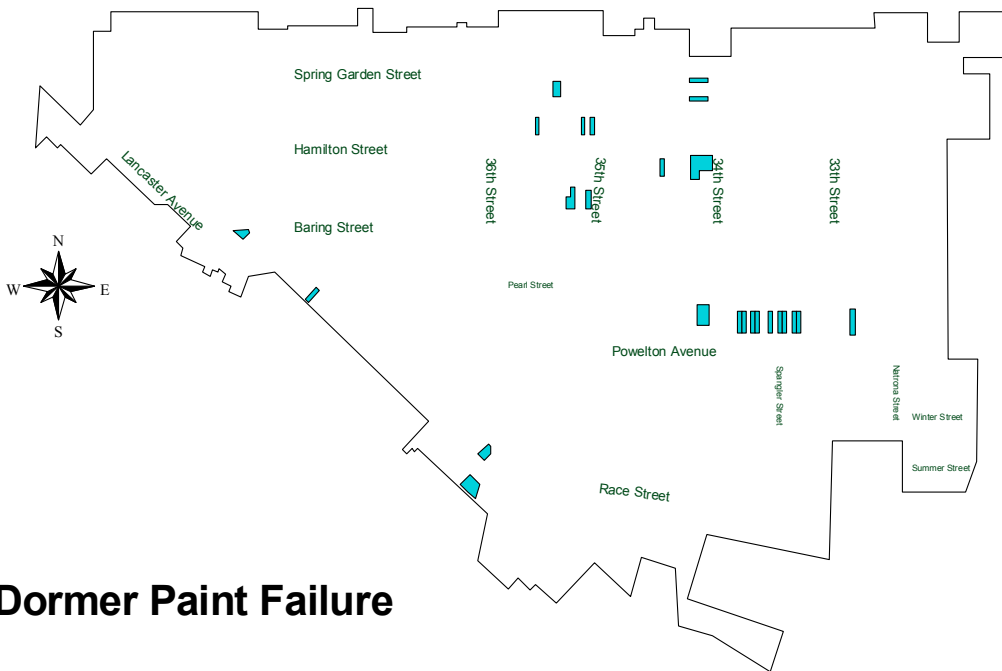 Spring Garden Street
Hamilton Street
Lancaster Avenue
36th Street
35th Street
34th Street
33th Street
Baring Street
N
W
E
S
Pearl Street
Powelton Avenue
Spangler Street
Natrona Street
Winter Street
Summer Street
Race Street
Dormer Paint Failure